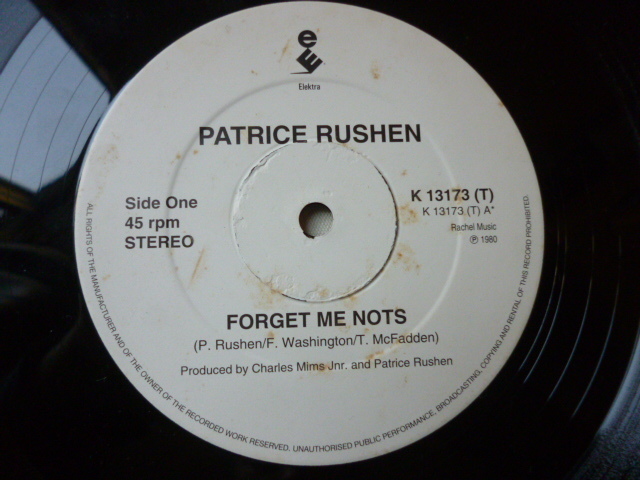 e
Elektra
PATRICE RUSHEN
Side One
45 rpm
STEREO
K 13173 (T)
K 13173 (T) A*
Rachel Music
℗ 1980
FORGET ME NOTS
(P. Rushen/F. Washington/T. McFadden)
Produced by Charles Mims Jnr. and Patrice Rushen
ALL RIGHTS OF THE MANUFACTURER AND OF THE OWNER OF THE RECORDED WORK RESERVED. UNAUTHORISED PUBLIC PERFORMANCE, BROADCASTING, COPYING AND RENTAL OF THIS RECORD PROHIBITED.